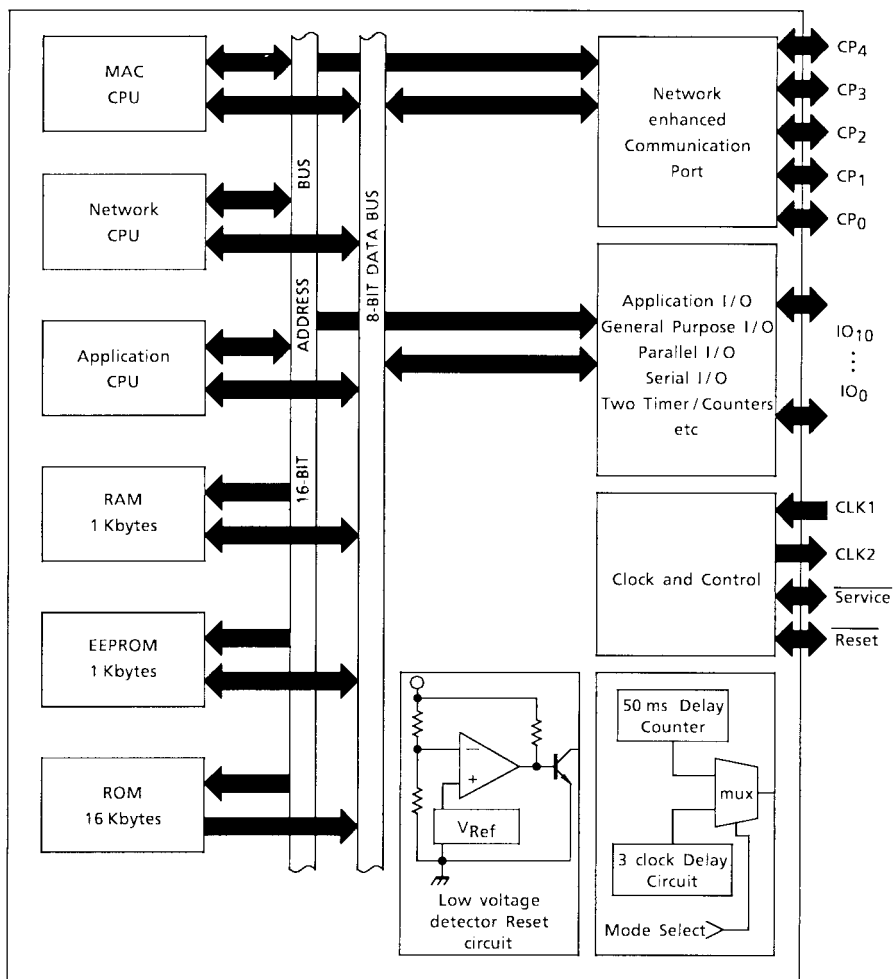 MAC
CPU
Network
CPU
Application
CPU
RAM
1 Kbytes
EEPROM
1 Kbytes
ROM
16 Kbytes
16-BIT ADDRESS BUS
8-BIT DATA BUS
Network
enhanced
Communication
Port
CP4
CP3
CP2
CP1
CP0
Application I/O
General Purpose I/O
Parallel I/O
Serial I/O
Two Timer/Counters
etc
IO10
⋮
IO0
Clock and Control
CLK1
CLK2
Service
Reset
−
+
VRef
Low voltage
detector Reset
circuit
50 ms Delay
Counter
mux
3 clock Delay
Circuit
Mode Select